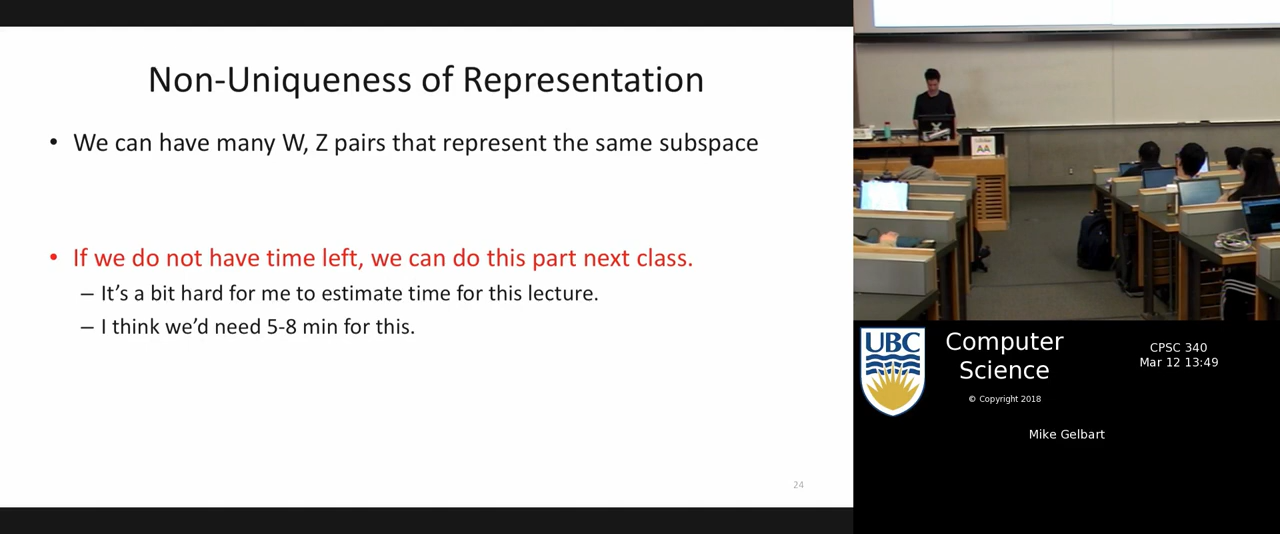 Non-Uniqueness of Representation
• We can have many W, Z pairs that represent the same subspace
• If we do not have time left, we can do this part next class.
– It's a bit hard for me to estimate time for this lecture.
– I think we'd need 5-8 min for this.
24
AA
UBC
Computer
Science
© Copyright 2018
CPSC 340
Mar 12 13:49
Mike Gelbart